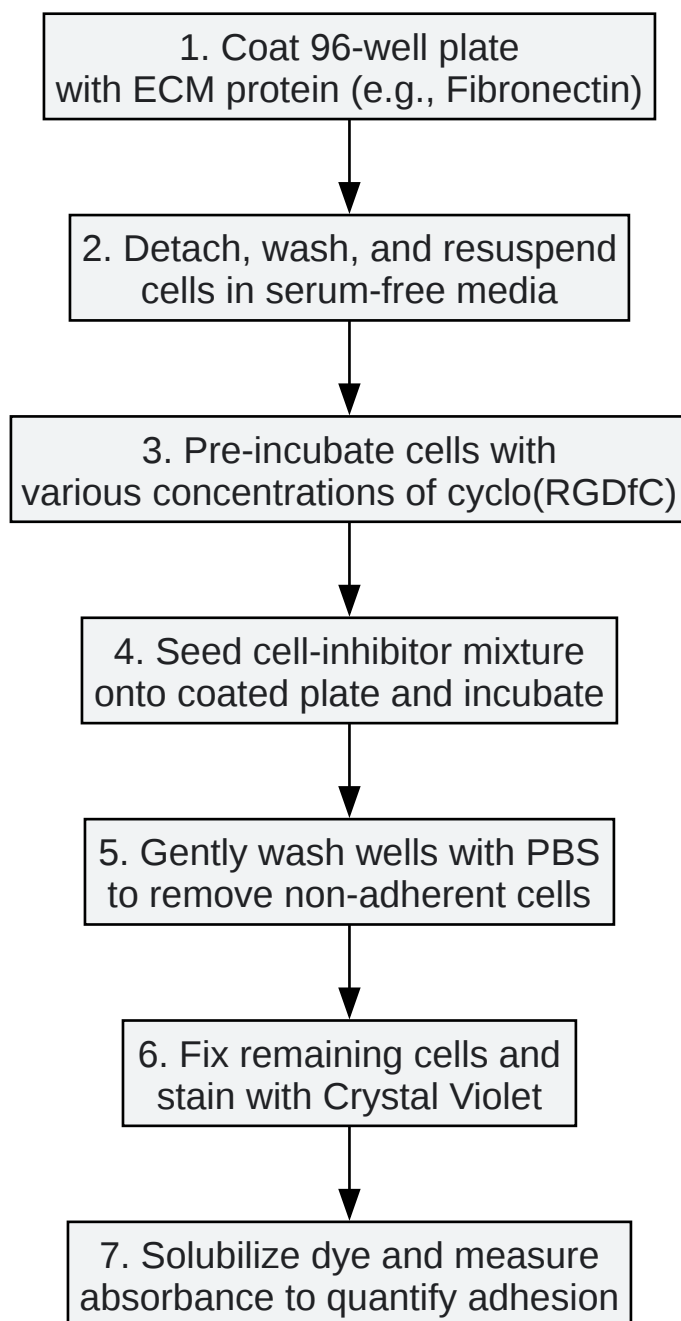 1. Coat 96-well plate
with ECM protein (e.g., Fibronectin)
2. Detach, wash, and resuspend
cells in serum-free media
3. Pre-incubate cells with
various concentrations of cyclo(RGDfC)
4. Seed cell-inhibitor mixture
onto coated plate and incubate
5. Gently wash wells with PBS
to remove non-adherent cells
6. Fix remaining cells and
stain with Crystal Violet
7. Solubilize dye and measure
absorbance to quantify adhesion